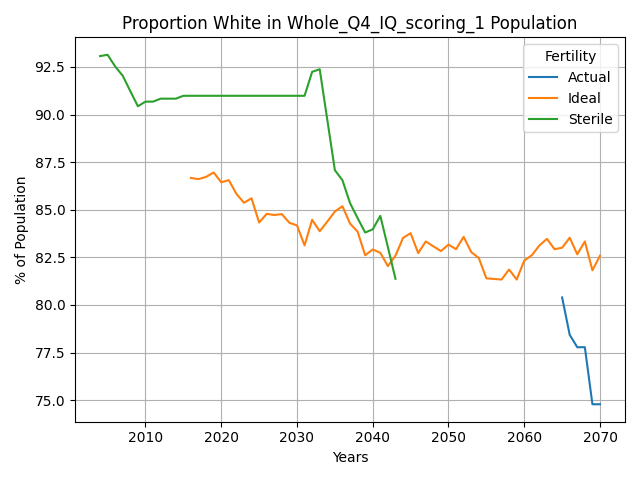 Proportion White in Whole_Q4_IQ_scoring_1 Population
Fertility
Actual
Ideal
Sterile
% of Population
92.5
90.0
87.5
85.0
82.5
80.0
77.5
75.0
2010 2020 2030 2040 2050 2060 2070
Years